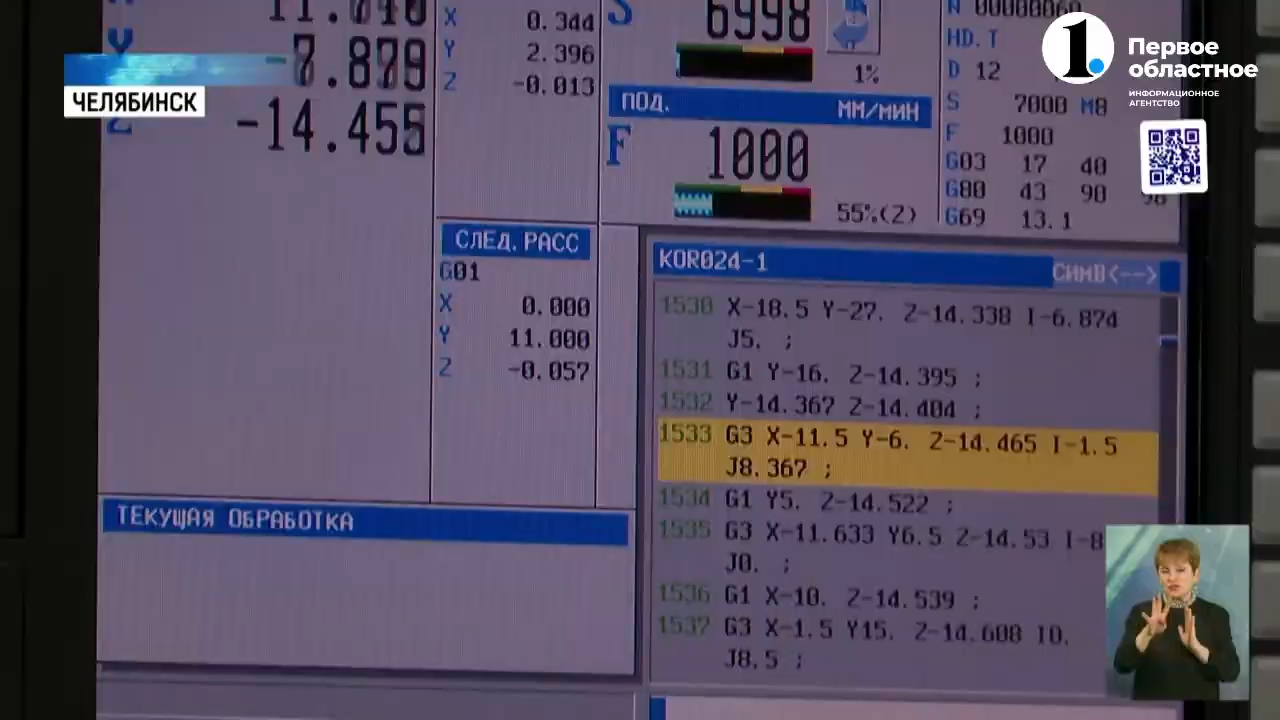 ЧЕЛЯБИНСК
Первое
областное
ИНФОРМАЦИОННОЕ
АГЕНТСТВО
Y
Z -14.455
X 0.344
Y 2.396
Z -0.013
S 6998
1%
ПОД. ММ/МИН
F 1000
55%(Z)
HD.T
D 12
S 7000 M8
F 1000
G03 17 40
G80 43 90
G69 13.1
СЛЕД.РАСС
G01
X 0.000
Y 11.000
Z -0.057
KOR024-1 СИМВ<-->
1530 X-18.5 Y-27. Z-14.338 I-6.874
J5. ;
1531 G1 Y-16. Z-14.395 ;
1532 Y-14.367 Z-14.404 ;
1533 G3 X-11.5 Y-6. Z-14.465 I-1.5
J8.367 ;
1534 G1 Y5. Z-14.522 ;
1535 G3 X-11.633 Y6.5 Z-14.53 I-8
J0. ;
1536 G1 X-10. Z-14.539 ;
1537 G3 X-1.5 Y15. Z-14.608 I0.
J8.5 ;
ТЕКУЩАЯ ОБРАБОТКА